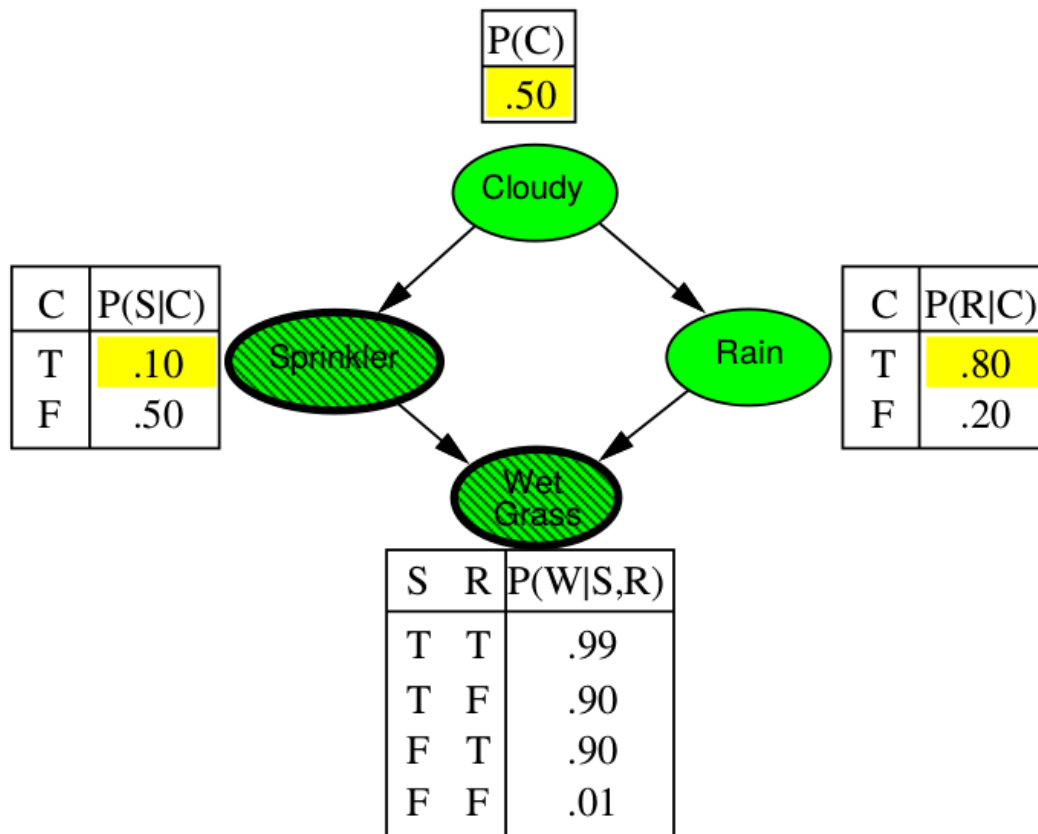 P(C)
.50
Cloudy
C P(S|C)
T .10
F .50
Sprinkler
Rain
C P(R|C)
T .80
F .20
Wet
Grass
S R P(W|S,R)
T T .99
T F .90
F T .90
F F .01